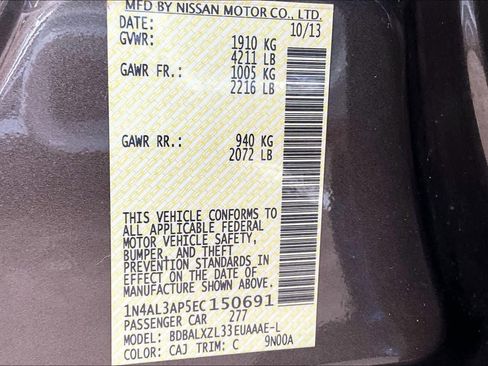 MFD BY NISSAN MOTOR CO., LTD.
DATE: 10/13
GVWR: 1910 KG
4211 LB
GAWR FR.: 1005 KG
2216 LB
GAWR RR.: 940 KG
2072 LB
THIS VEHICLE CONFORMS TO
ALL APPLICABLE FEDERAL
MOTOR VEHICLE SAFETY,
BUMPER, AND THEFT
PREVENTION STANDARDS
IN EFFECT ON THE DATE OF
MANUFACTURE SHOWN ABOVE.
1N4AL3AP5EC150691
PASSENGER CAR 277
MODEL: BDBALXZL33EUAAAE-L
COLOR: CAJ TRIM: C 9N00A